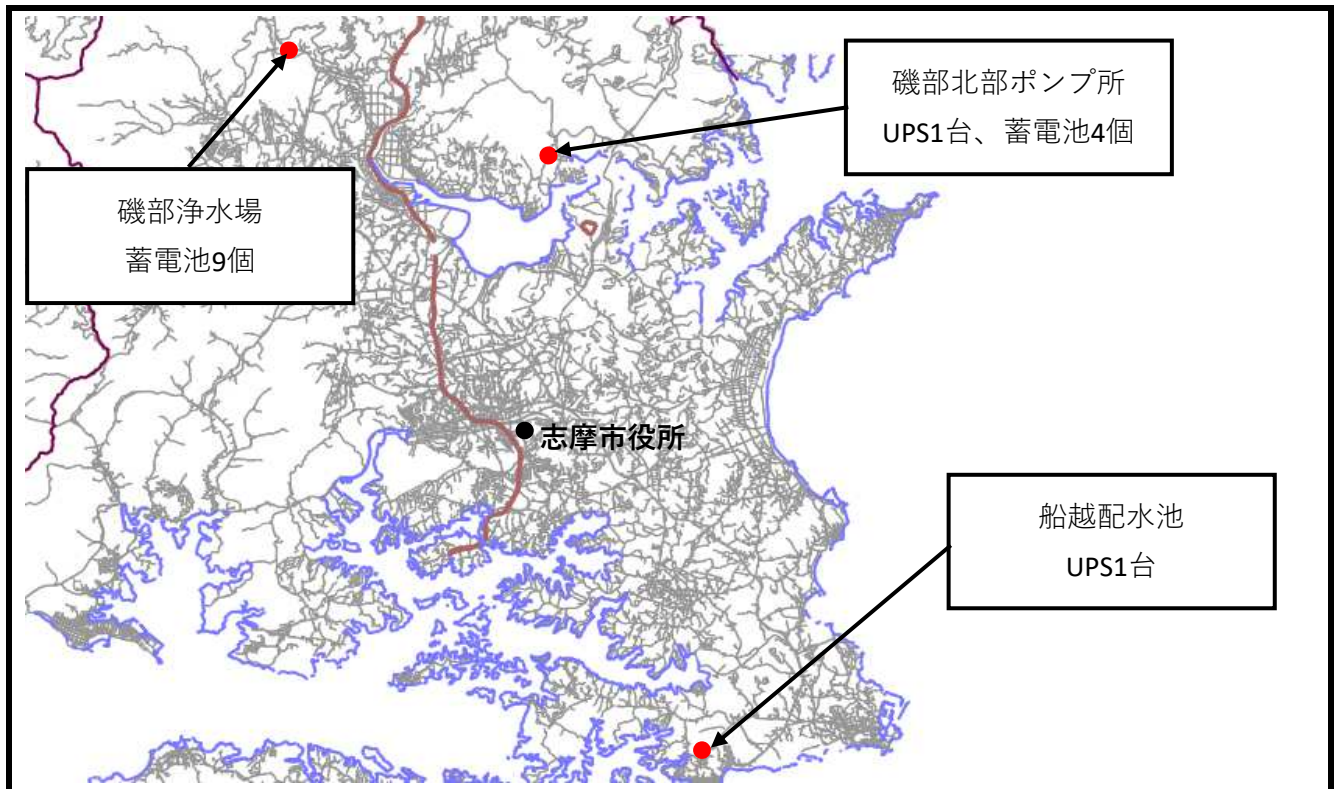 磯部北部ポンプ所
UPS1台、蓄電池4個
磯部浄水場
蓄電池9個
志摩市役所
船越配水池
UPS1台